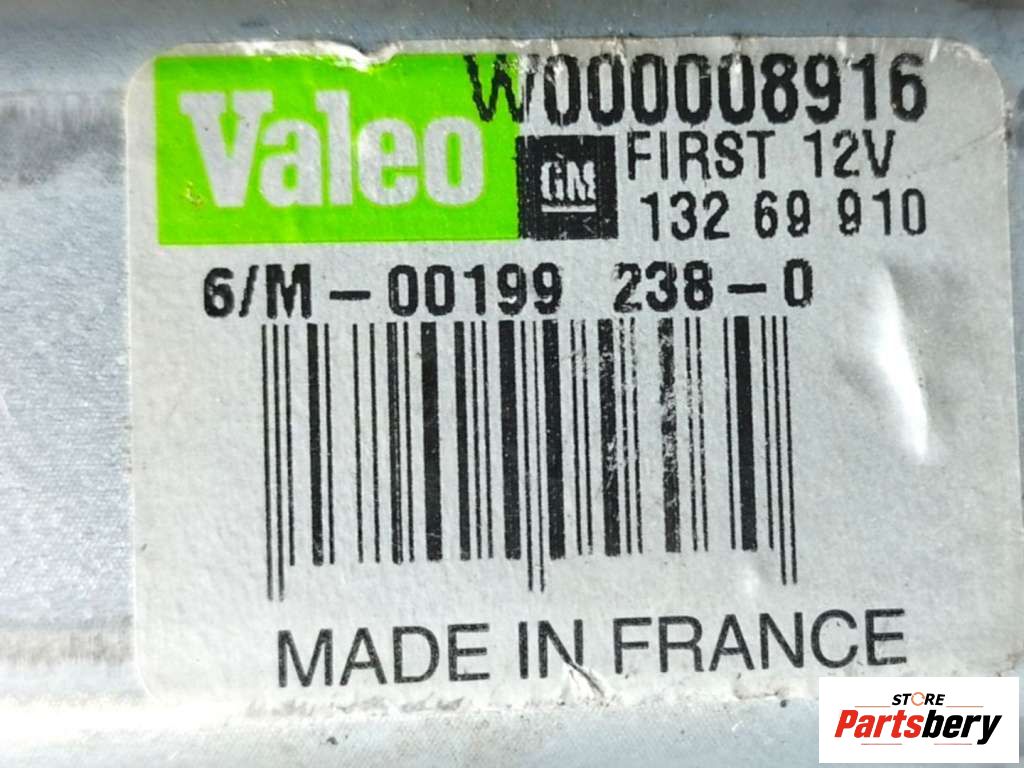 Valeo
W000008916
GM
FIRST 12V
132 69 910
6/M-00199 238-0
MADE IN FRANCE
STORE
Partsbery